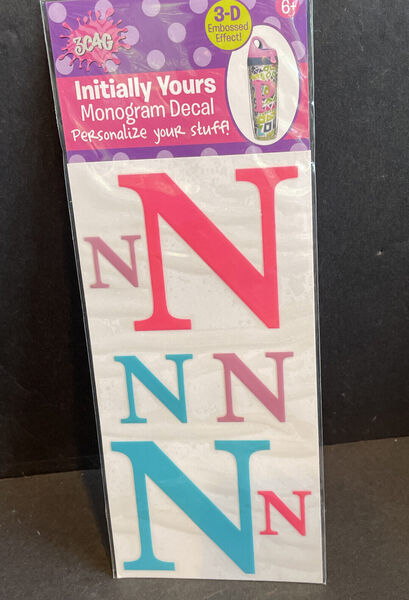 3C4G
3-D
Embossed
Effect!
6+
Initially Yours
Monogram Decal
Personalize your stuff!
N
N
N
N
N
N